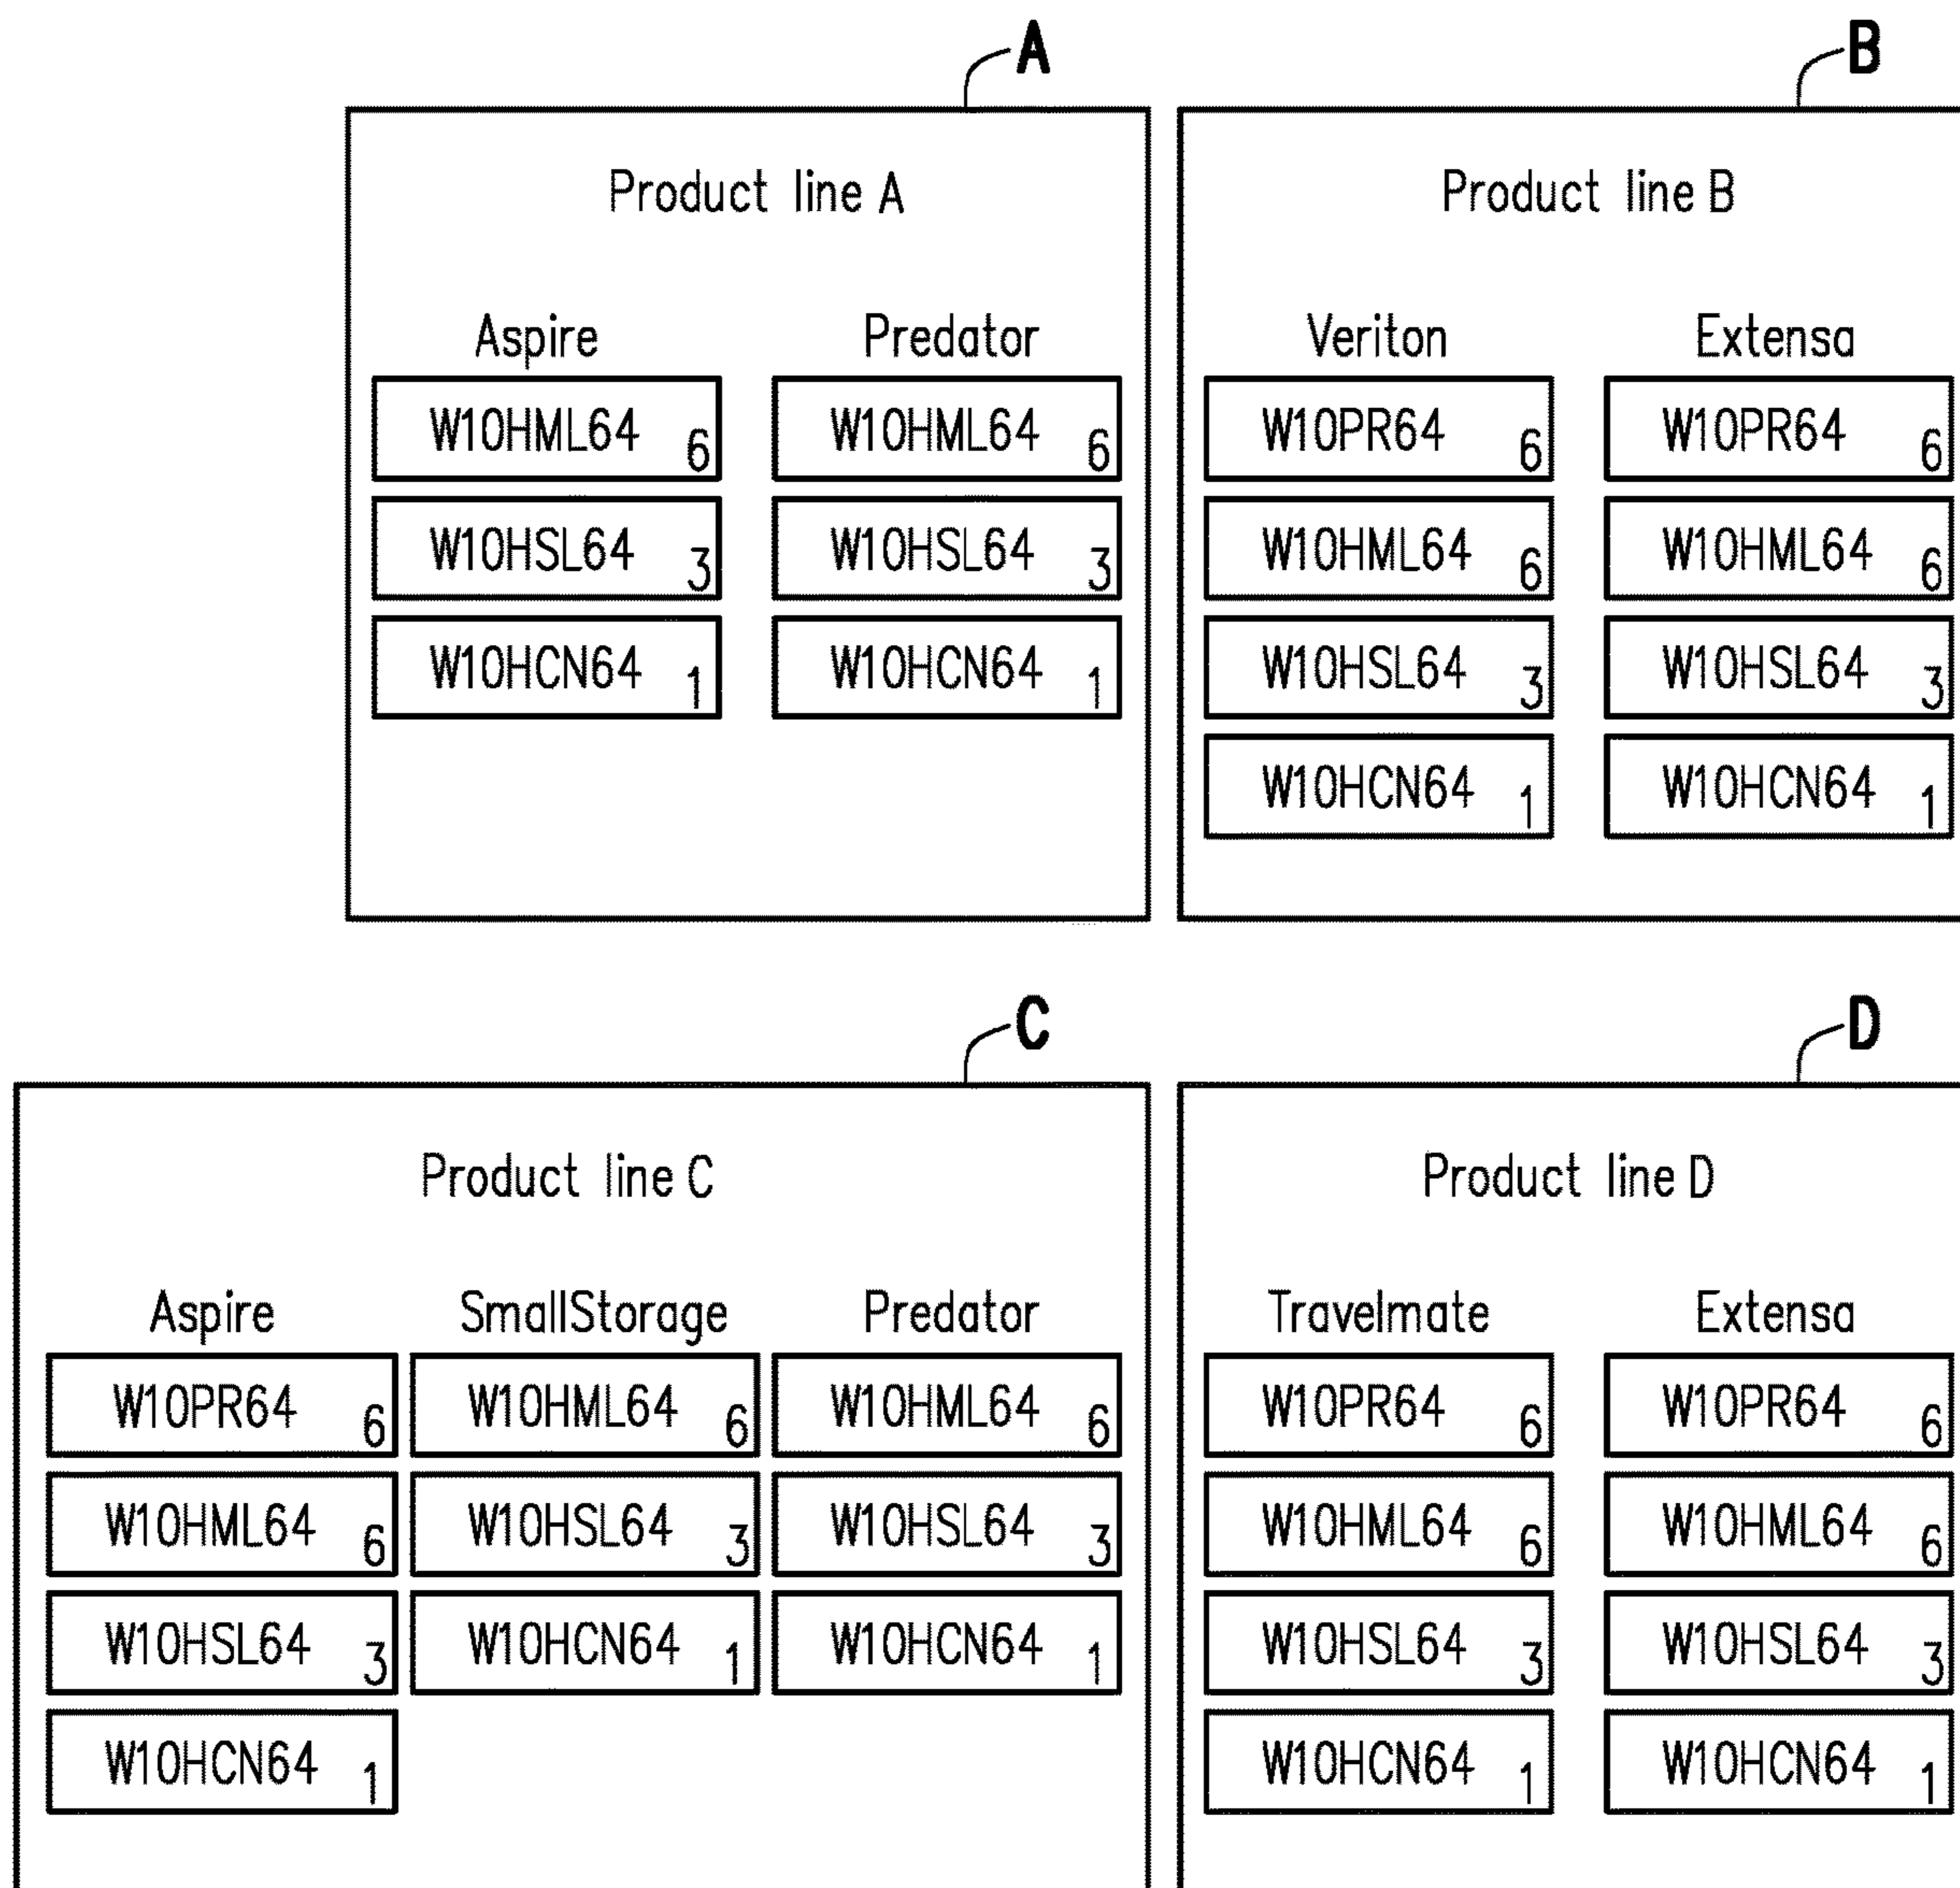 A
B
Product line A
Product line B
Aspire Predator
Veriton Extensa
W10HML64 6 W10HML64 6
W10PR64 6 W10PR64 6
W10HSL64 3 W10HSL64 3
W10HML64 6 W10HML64 6
W10HCN64 1 W10HCN64 1
W10HSL64 3 W10HSL64 3
W10HCN64 1 W10HCN64 1
C
D
Product line C
Product line D
Aspire SmallStorage Predator
Travelmate Extensa
W10PR64 6 W10HML64 6 W10HML64 6
W10PR64 6 W10PR64 6
W10HML64 6 W10HSL64 3 W10HSL64 3
W10HML64 6 W10HML64 6
W10HSL64 3 W10HCN64 1 W10HCN64 1
W10HSL64 3 W10HSL64 3
W10HCN64 1
W10HCN64 1 W10HCN64 1